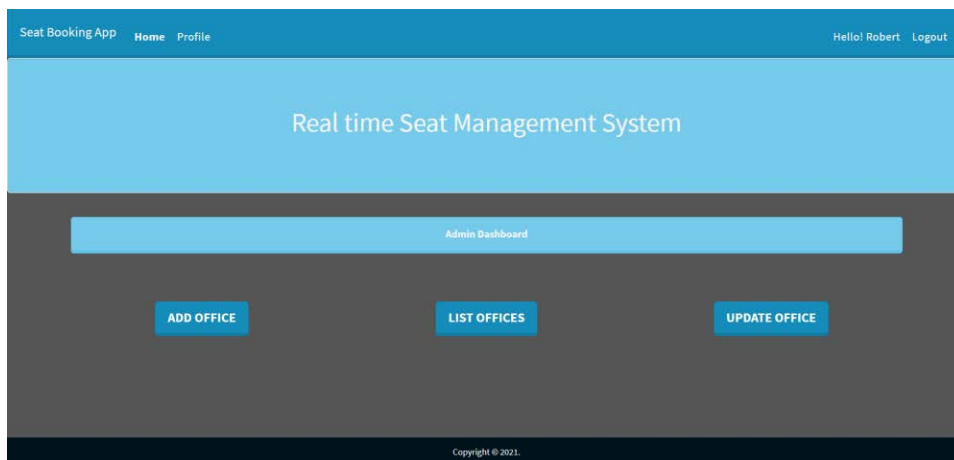 Seat Booking App Home Profile Hello! Robert Logout
Real time Seat Management System
Admin Dashboard
ADD OFFICE LIST OFFICES UPDATE OFFICE
Copyright © 2021.